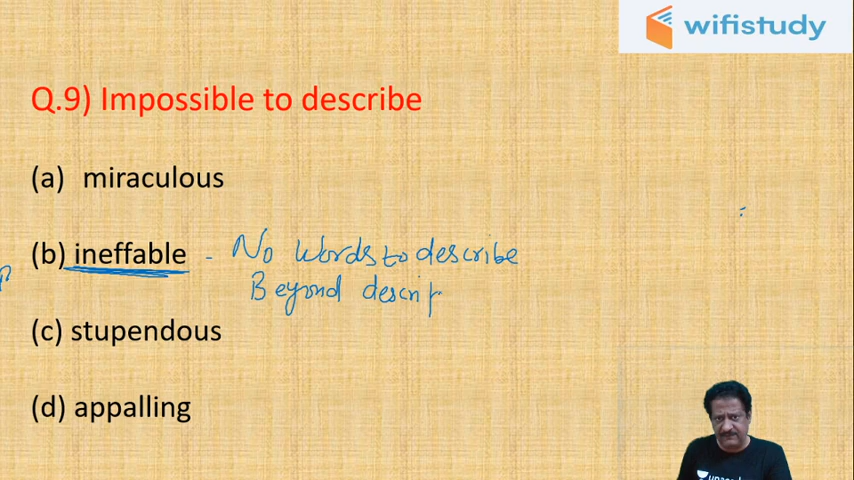 wifistudy
Q.9) Impossible to describe
(a) miraculous
(b) ineffable - No words to describe
Beyond descrip
(c) stupendous
(d) appalling